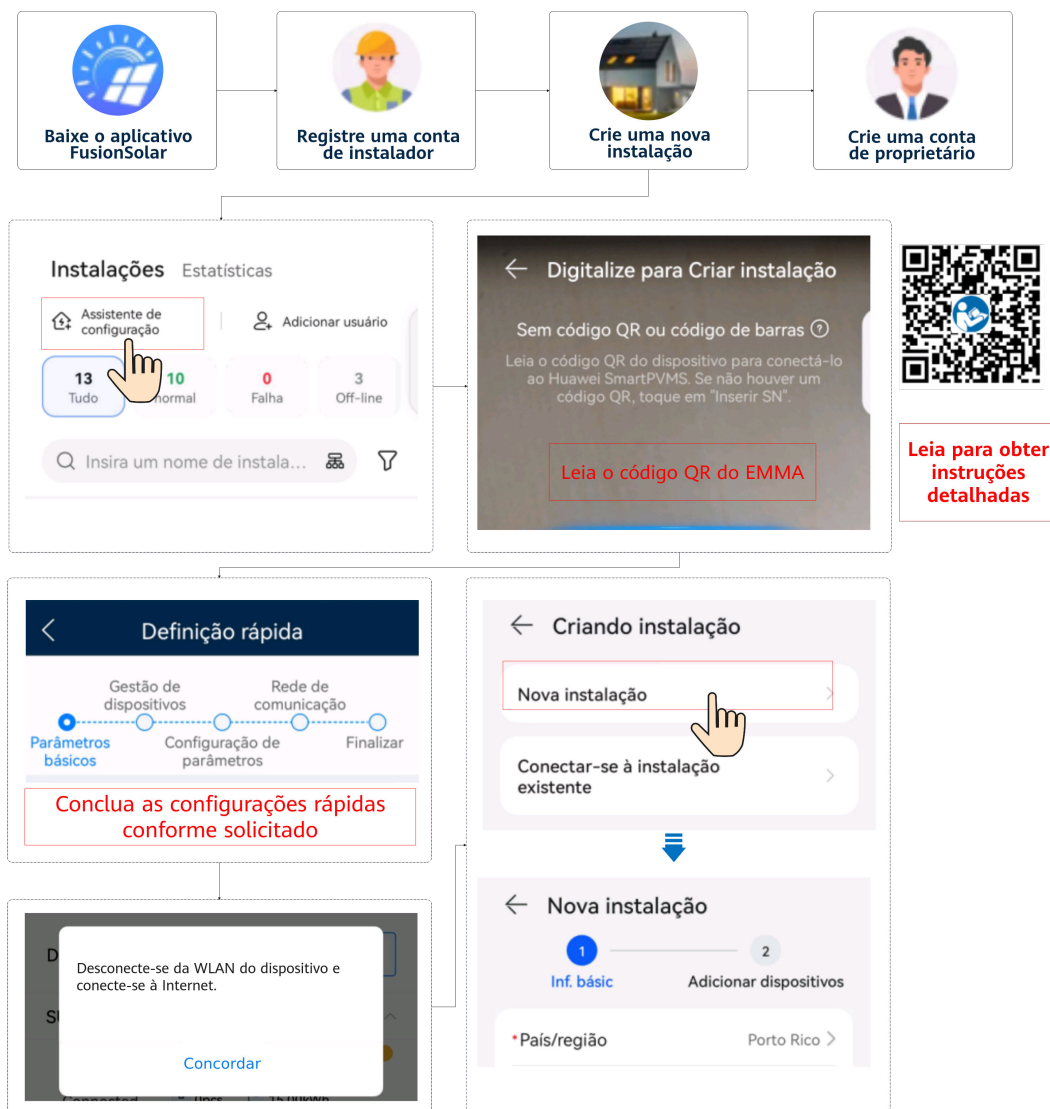 Baixe o aplicativo
FusionSolar
Registre uma conta
de instalador
Crie uma nova
instalação
Crie uma conta
de proprietário
Instalações Estatísticas
Assistente de
configuração
Adicionar usuário
13
Tudo
10
normal
0
Falha
3
Off-line
Insira um nome de instala...
Digitalize para Criar instalação
Sem código QR ou código de barras
Leia o código QR do dispositivo para conectá-lo
ao Huawei SmartPVMS. Se não houver um
código QR, toque em "Inserir SN".
Leia o código QR do EMMA
Leia para obter
instruções
detalhadas
Definição rápida
Gestão de
dispositivos
Rede de
comunicação
Parâmetros
básicos
Configuração de
parâmetros
Finalizar
Conclua as configurações rápidas
conforme solicitado
Criando instalação
Nova instalação
Conectar-se à instalação
existente
Desconecte-se da WLAN do dispositivo e
conecte-se à Internet.
Concordar
Nova instalação
1
Inf. básic
2
Adicionar dispositivos
*País/região Porto Rico